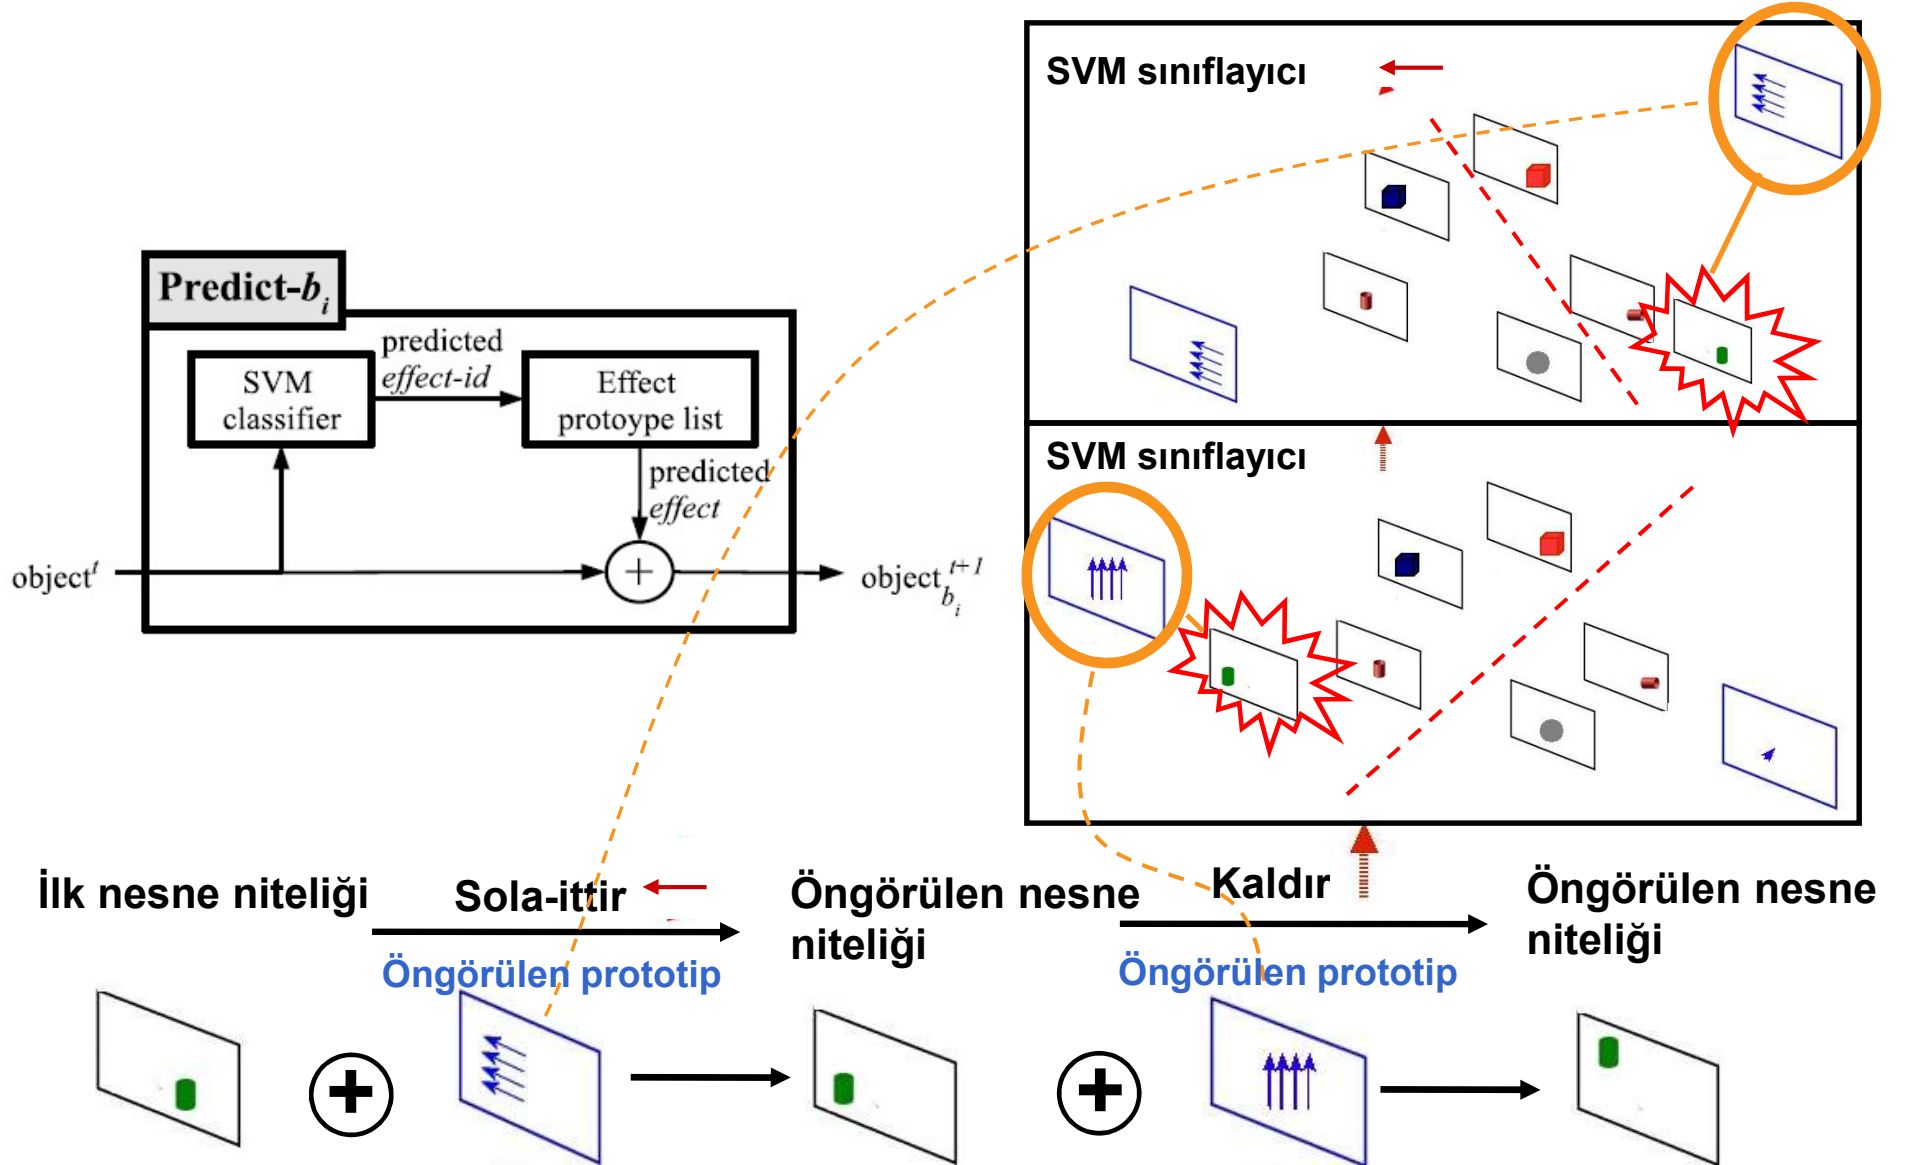 SVM sınıflayıcı
Predict-b_i
predicted
effect-id
SVM
classifier
Effect
protoype list
predicted
effect
object^t
+
object_{b_i}^{t+1}
SVM sınıflayıcı
İlk nesne niteliği
Sola-ittir
Öngörülen nesne
niteliği
Kaldır
Öngörülen nesne
niteliği
Öngörülen prototip
Öngörülen prototip
+
+